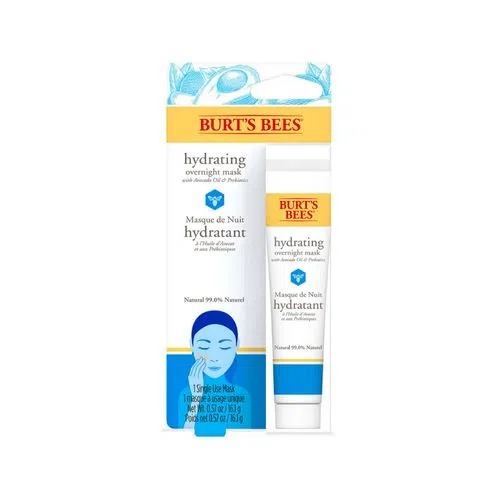 BURT'S BEES
hydrating
overnight mask
with Avocado Oil & Prebiotics
Masque de Nuit
hydratant
à l'Huile d'Avocat
et aux Prébiotiques
Natural 99.0% Naturel
1 Single Use Mask
1 masque à usage unique
Net Wt. 0.57 oz / 16.1 g
Poids net 0.57 oz / 16.1 g
BURT'S
BEES
hydrating
overnight mask
with Avocado Oil & Prebiotics
Masque de Nuit
hydratant
à l'Huile d'Avocat
et aux Prébiotiques
Natural 99.0% Naturel